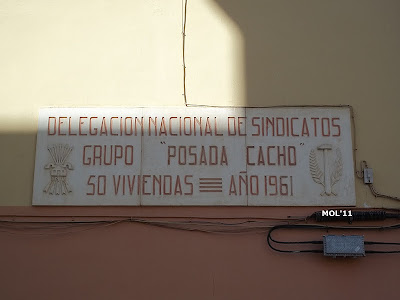 DELEGACION NACIONAL DE SINDICATOS
GRUPO "POSADA CACHO"
50 VIVIENDAS AÑO 1961
MOL'11